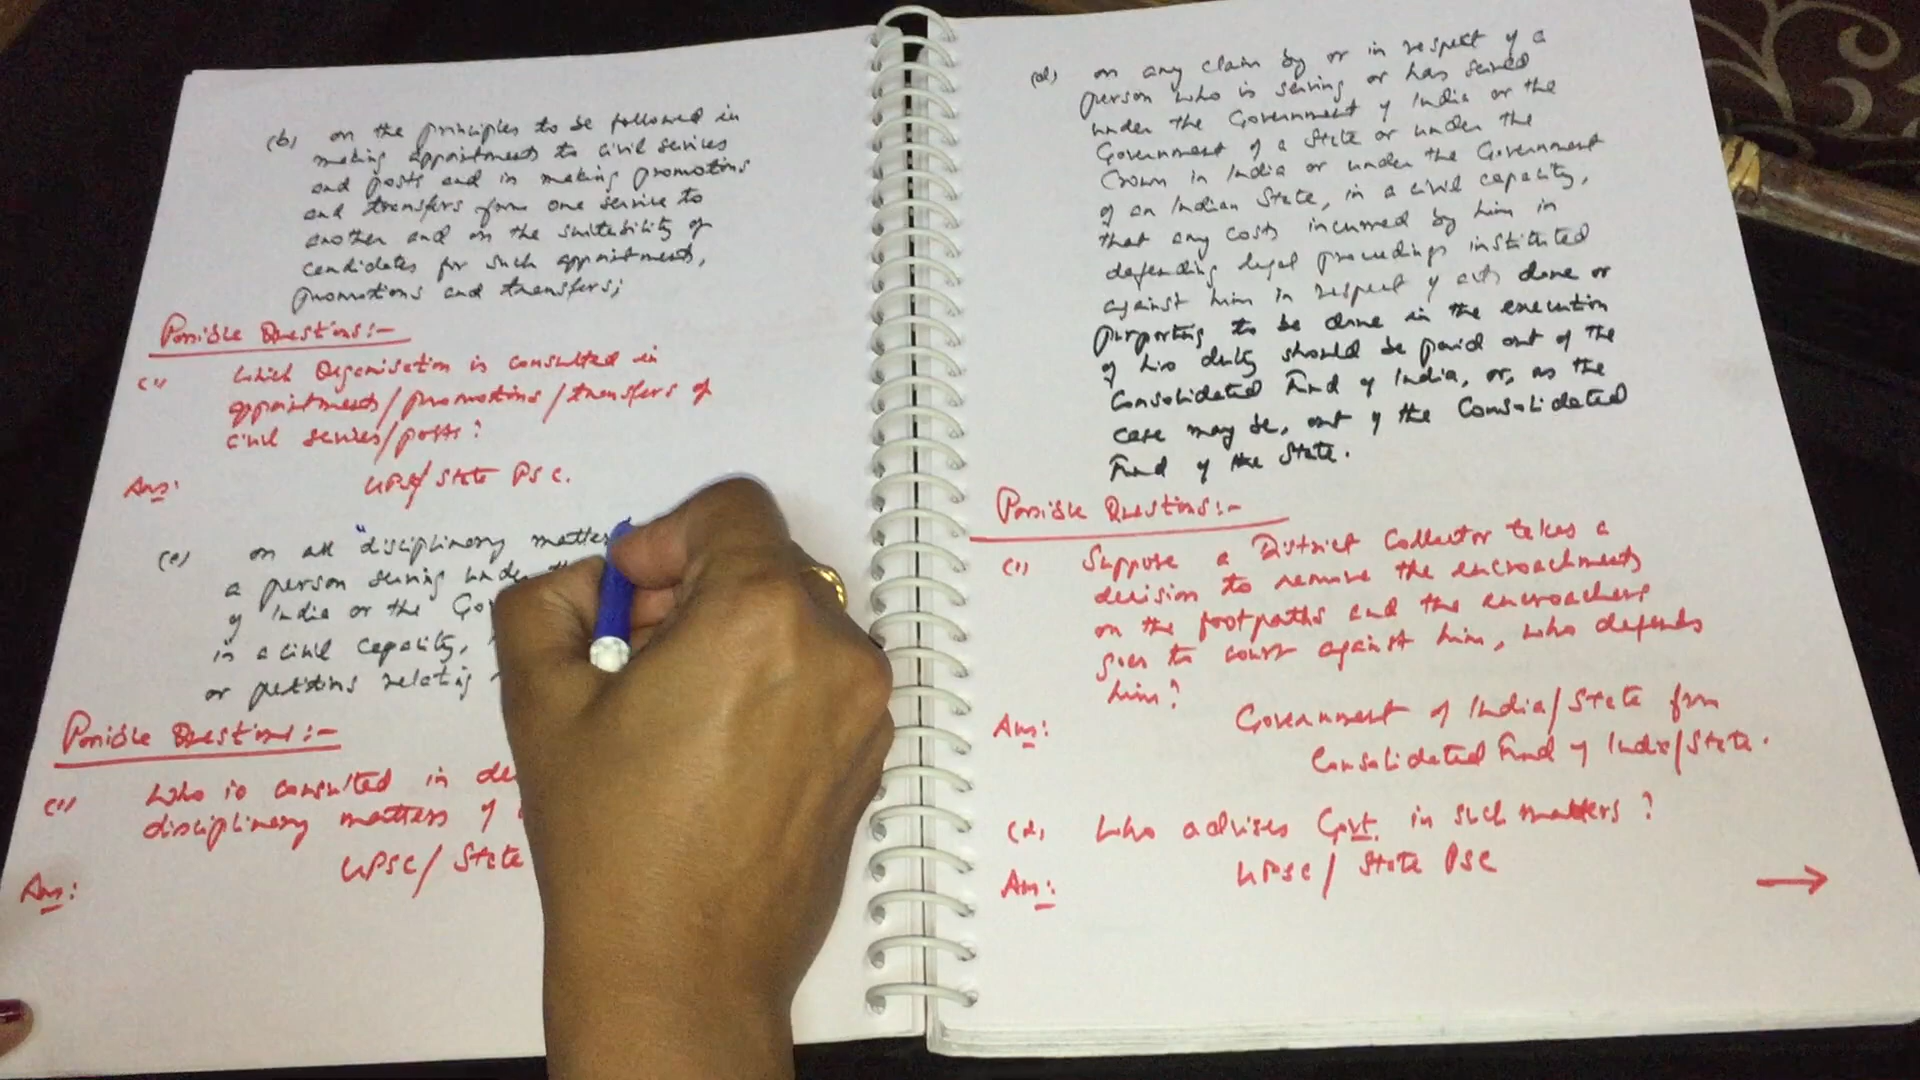 (b) on the principles to be followed in
making appointments to civil services
and posts and in making promotions
and transfers from one service to
another and on the suitability of
candidates for such appointments,
promotions and transfers;
Possible Questions:-
(1) Which Organisation is consulted in
appointments/promotions/transfers of
civil services/posts?
Ans: UPSC/State PSC.
(c) on all "disciplinary matters
a person serving under
of India or the
in a civil capacity,
or petitions relating
Possible Questions:-
(1) Who is consulted in
disciplinary matters of
Ans: UPSC/State
(d) on any claim by or in respect of a
person who is serving or has served
under the Government of India or the
Government of a State or under the
Crown in India or under the Government
of an Indian State, in a civil capacity,
that any costs incurred by him in
defending legal proceedings instituted
against him in respect of acts done or
purporting to be done in the execution
of his duty should be paid out of the
Consolidated Fund of India, or, as the
case may be, out of the Consolidated
Fund of the State.
Possible Questions:-
(1) Suppose a District Collector takes a
decision to remove the encroachments
on the footpaths and the encroachers
goes to court against him, who defends
him?
Ans: Government of India/State from
Consolidated Fund of India/State.
(2) Who advises Govt. in such matters?
Ans: UPSC/State PSC